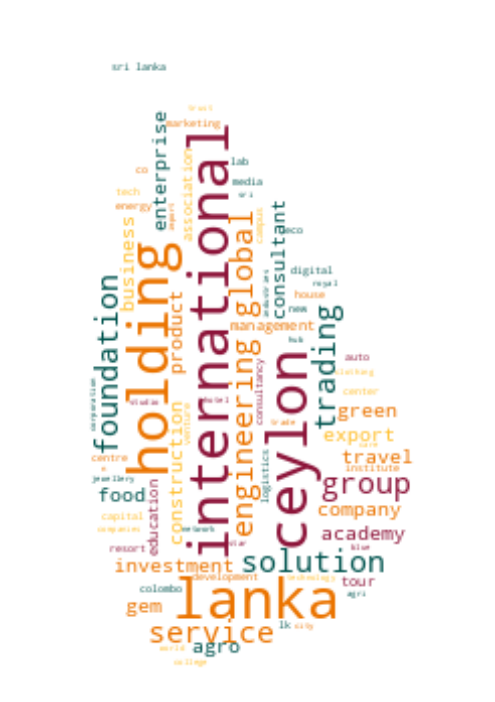 sri lanka
trust
marketing
enterprise
international
association
lab
media
sri
co
tech
energy
import
business
holding
global
campus
consultant
eco
industries
digital
royal
house
new
product
foundation
management
hub
trading
engineering
ceylon
consultancy
auto
clothing
corporation
studio
hotel
center
green
trade
export
care
construction
venture
travel
institute
centre
e
jewellery
food
education
logistics
group
company
capital
companies
network
academy
star
blue
resort
solution
investment
development
technology
tour
colombo
agri
lanka
gem
lk
city
service
agro
world
college